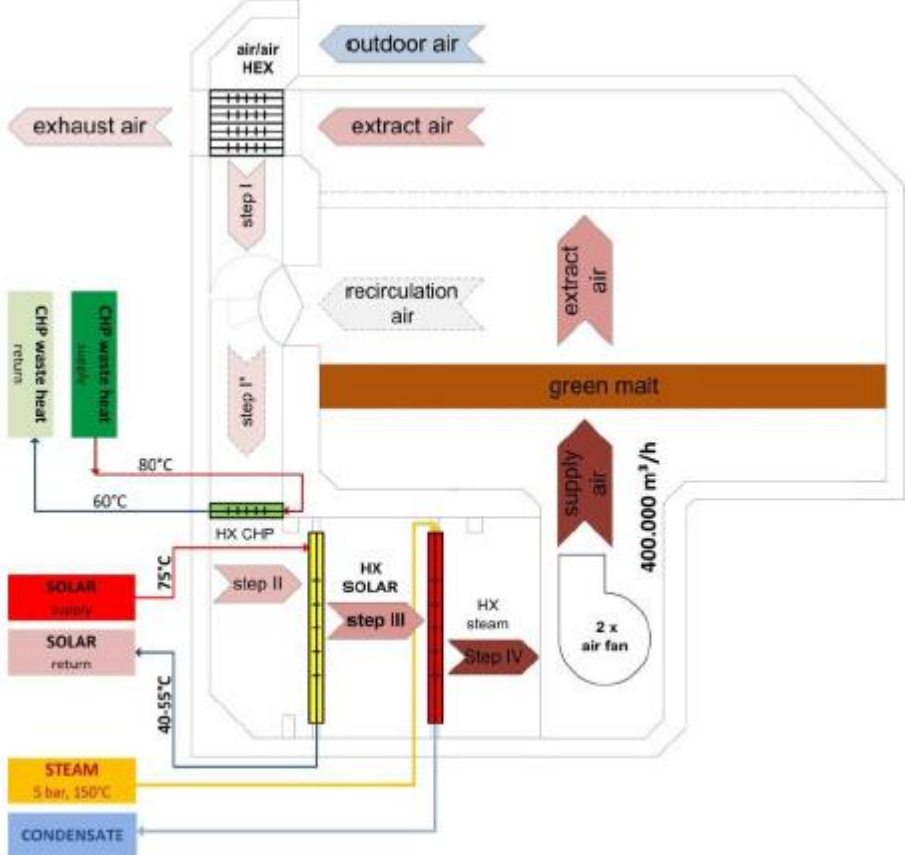 outdoor air
air/air
HEX
exhaust air
extract air
step I
recirculation
air
extract
air
CHP waste heat
return
CHP waste heat
supply
step I*
green malt
80°C
60°C
supply
air
400.000 m³/h
HX CHP
75°C
step II
HX
SOLAR
step III
HX
steam
Step IV
2 x
air fan
SOLAR
supply
SOLAR
return
40-55°C
STEAM
5 bar, 150°C
CONDENSATE